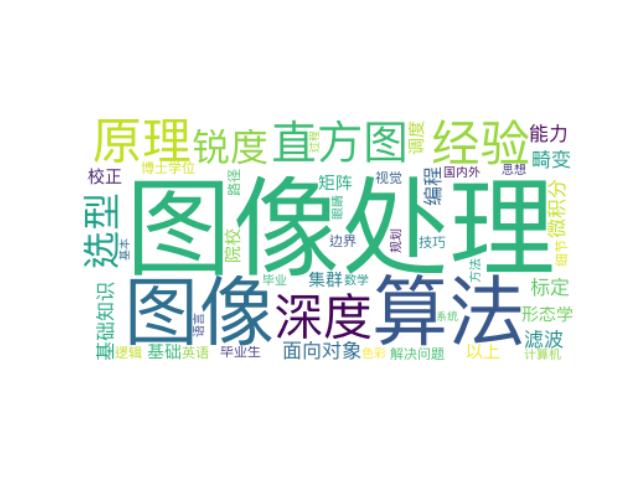 原理
锐度
直方图
过程
调度
经验
能力
畸变
校正
博士学位
路径
矩阵
视觉
编程
国内外
思想
选型
基本
图像处理
眼睛
微积分
细节
院校
边界
规划
技巧
方法
毕业
集群
数学
标定
基础知识
图像
语言
深度
算法
系统
形态学
滤波
逻辑
基础
英语
毕业生
面向对象
色彩
解决问题
以上
计算机